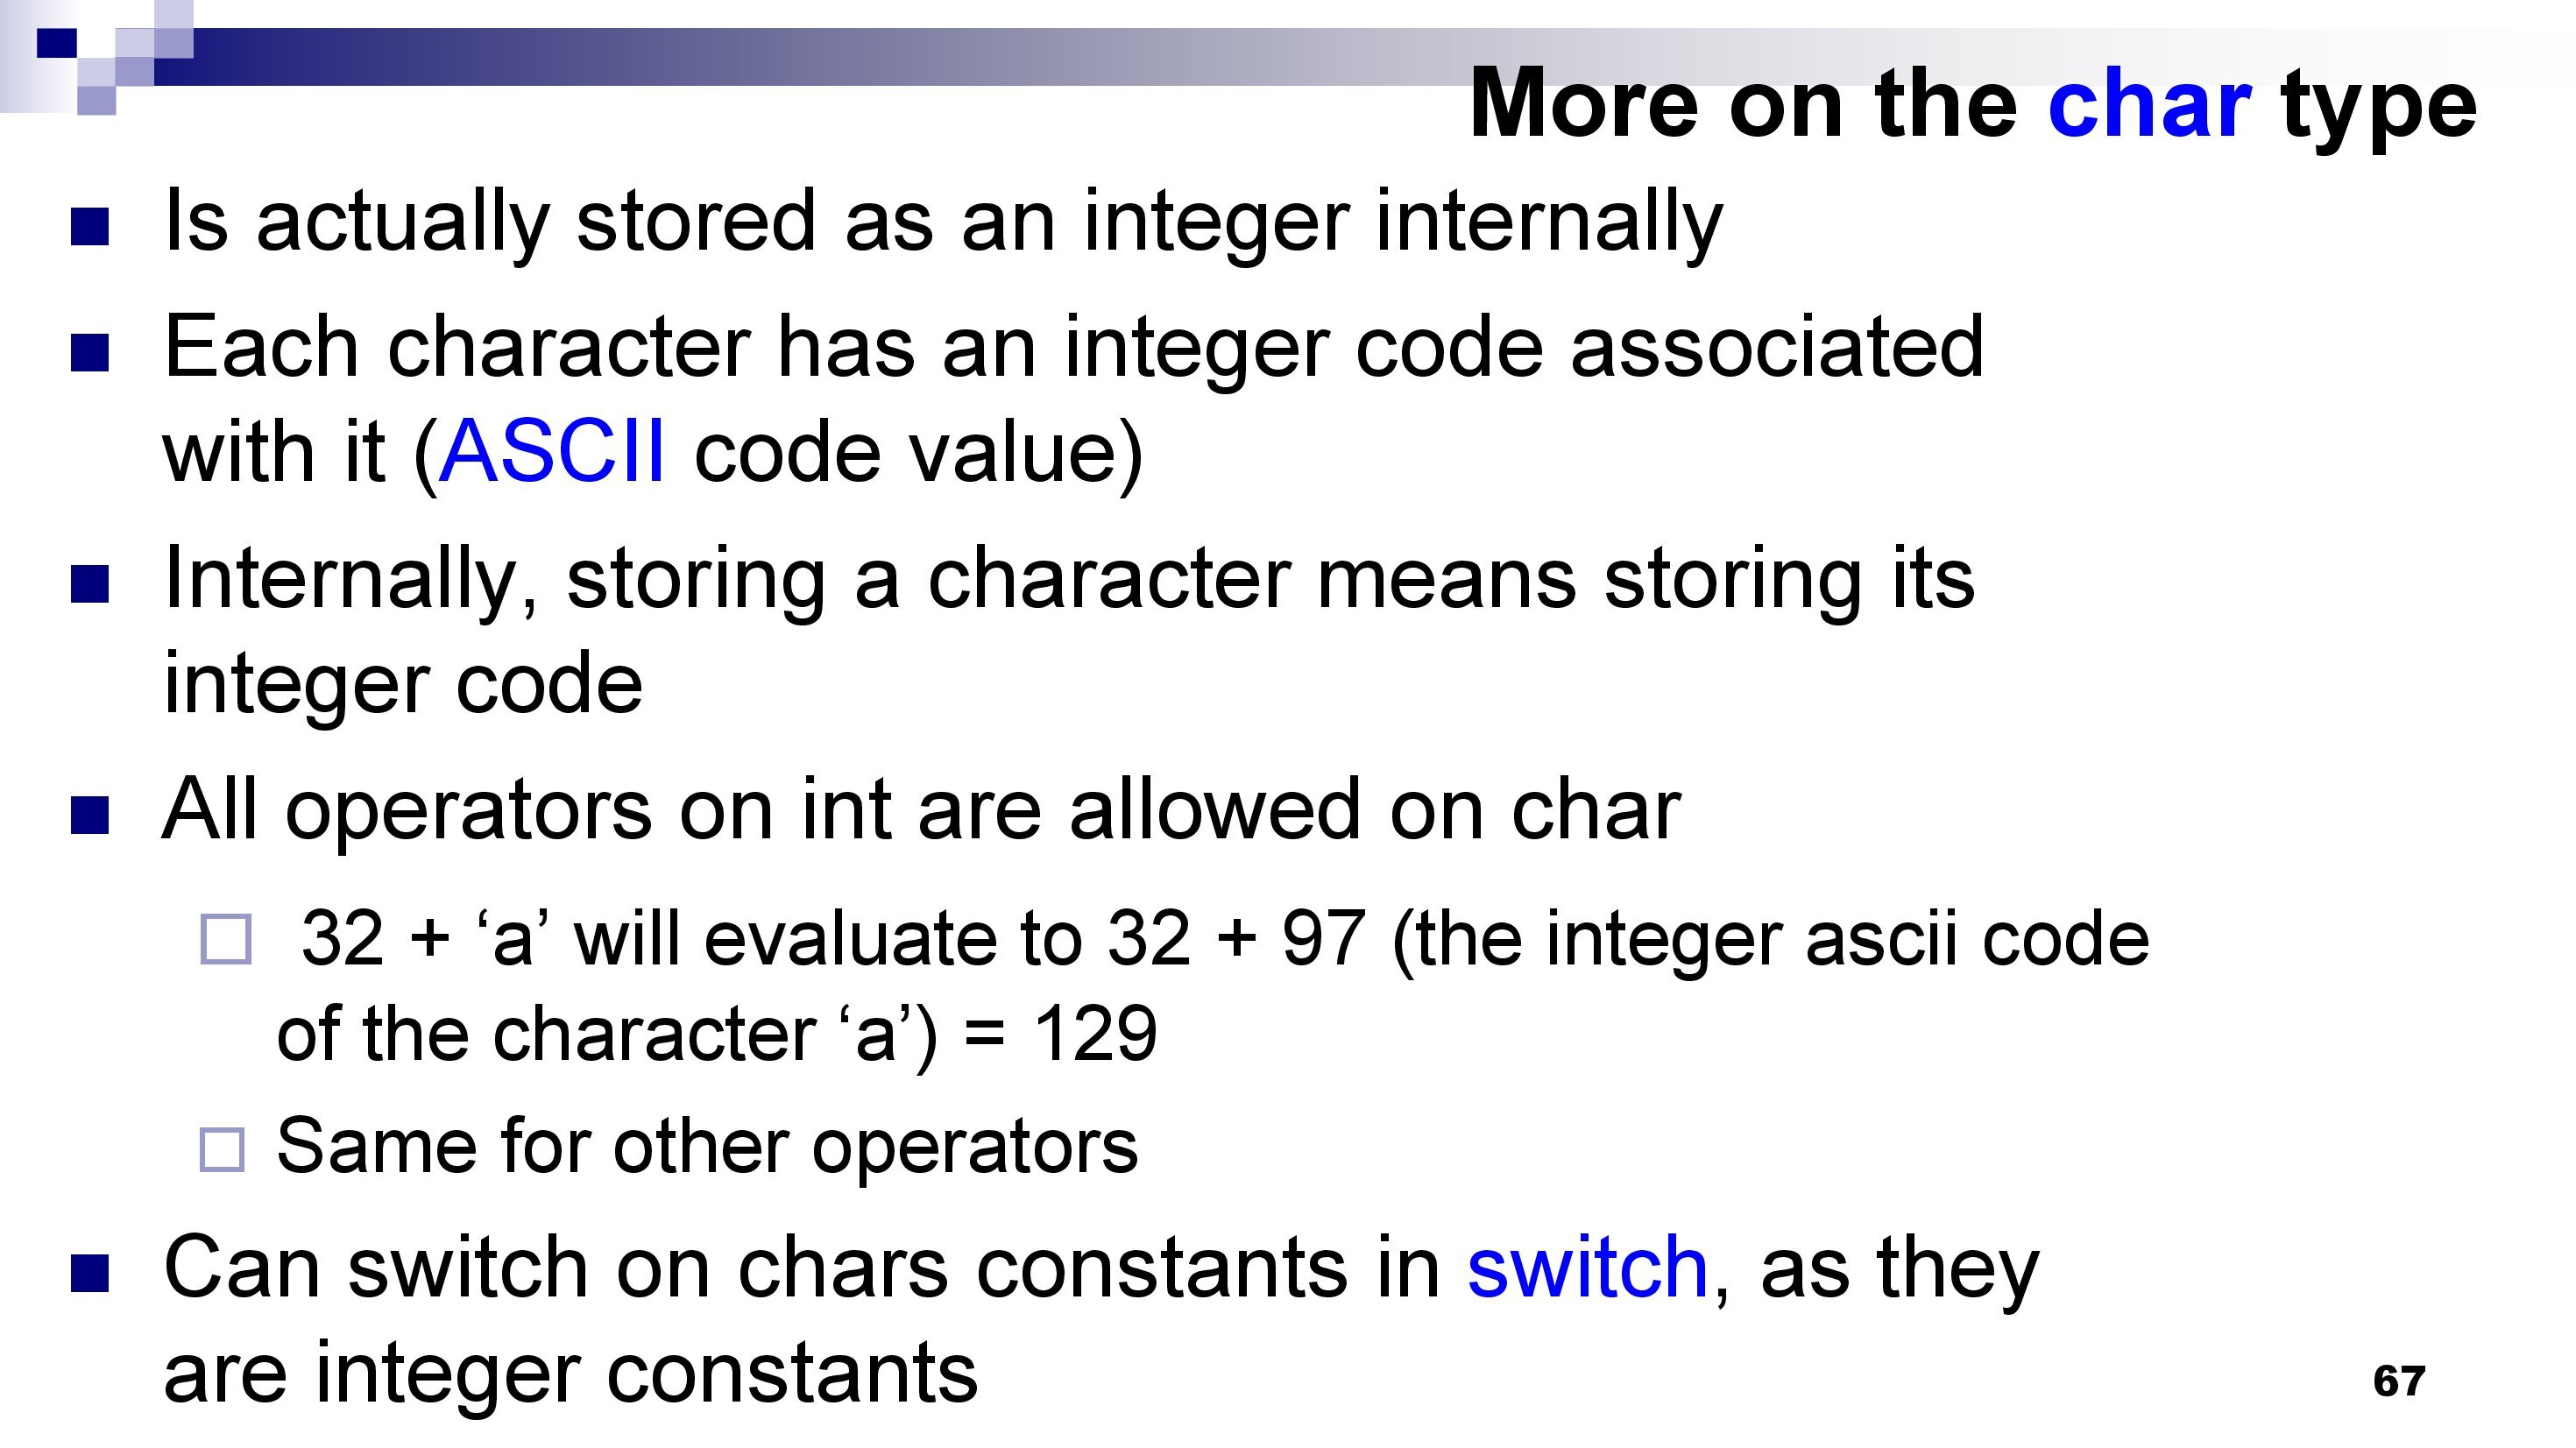 More on the char type
Is actually stored as an integer internally
Each character has an integer code associated
with it (ASCII code value)
Internally, storing a character means storing its
integer code
All operators on int are allowed on char
32 + ‘a’ will evaluate to 32 + 97 (the integer ascii code
of the character ‘a’) = 129
Same for other operators
Can switch on chars constants in switch, as they
are integer constants
67